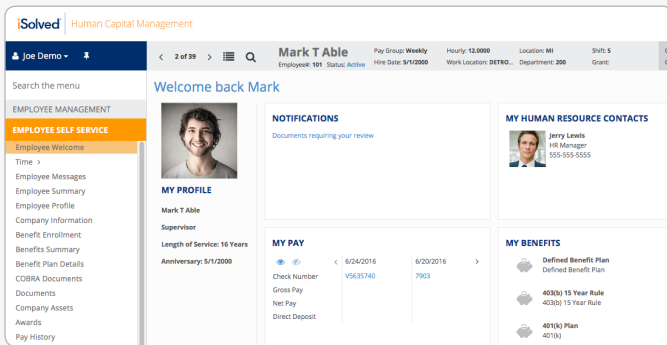 iSolved Human Capital Management
Joe Demo
2 of 39
Mark T Able
Employee#: 101 Status: Active
Pay Group: Weekly
Hire Date: 5/1/2000
Hourly: 12.0000
Work Location: DETRO...
Location: MI
Department: 200
Shift: S
Grant:
Search the menu
EMPLOYEE MANAGEMENT
EMPLOYEE SELF SERVICE
Employee Welcome
Time
Employee Messages
Employee Summary
Employee Profile
Company Information
Benefit Enrollment
Benefits Summary
Benefit Plan Details
COBRA Documents
Documents
Company Assets
Awards
Pay History
Welcome back Mark
MY PROFILE
Mark T Able
Supervisor
Length of Service: 16 Years
Anniversary: 5/1/2000
NOTIFICATIONS
Documents requiring your review
MY HUMAN RESOURCE CONTACTS
Jerry Lewis
HR Manager
555-555-5555
MY PAY
6/24/2016 6/20/2016
Check Number V5635740 7903
Gross Pay
Net Pay
Direct Deposit
MY BENEFITS
Defined Benefit Plan
Defined Benefit Plan
403(b) 15 Year Rule
403(b) 15 Year Rule
401(k) Plan
401(k)